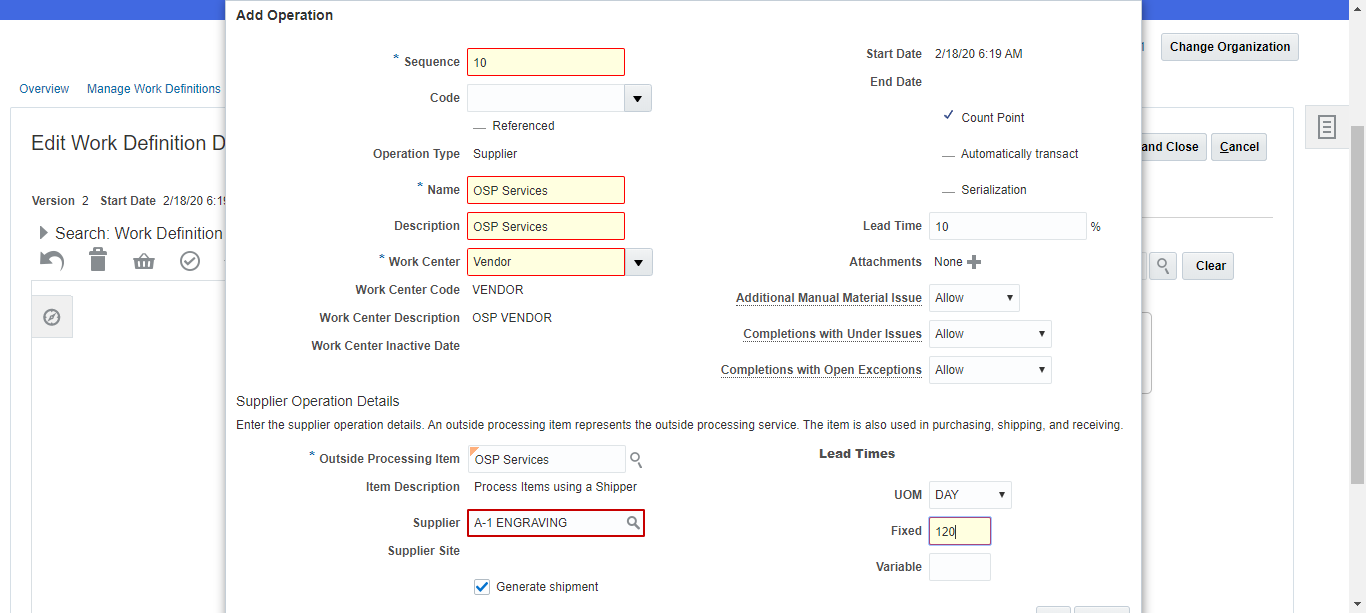 Add Operation
Change Organization
Overview Manage Work Definitions
Edit Work Definition D
and Close Cancel
Version 2 Start Date 2/18/20 6:19
Search: Work Definition
Clear
* Sequence 10
Code
Referenced
Operation Type Supplier
* Name OSP Services
Description OSP Services
* Work Center Vendor
Work Center Code VENDOR
Work Center Description OSP VENDOR
Work Center Inactive Date
Start Date 2/18/20 6:19 AM
End Date
Count Point
Automatically transact
Serialization
Lead Time 10 %
Attachments None
Additional Manual Material Issue Allow
Completions with Under Issues Allow
Completions with Open Exceptions Allow
Supplier Operation Details
Enter the supplier operation details. An outside processing item represents the outside processing service. The item is also used in purchasing, shipping, and receiving.
* Outside Processing Item OSP Services
Item Description Process Items using a Shipper
Supplier A-1 ENGRAVING
Supplier Site
Generate shipment
Lead Times
UOM DAY
Fixed 120
Variable